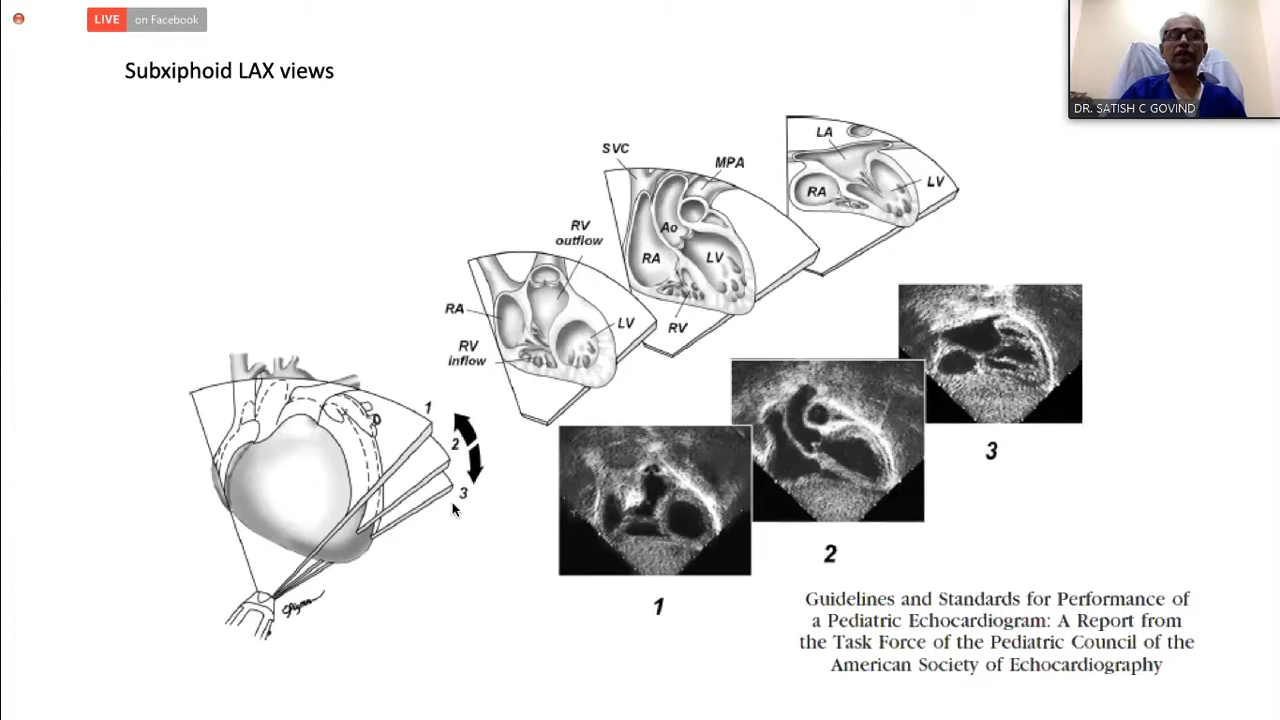 LIVE on Facebook
Subxiphoid LAX views
DR. SATISH C GOVIND
LA
RA
LV
SVC
MPA
Ao
RA
LV
RV
RV
outflow
RA
LV
RV
inflow
1
2
3
1
2
3
Guidelines and Standards for Performance of
a Pediatric Echocardiogram: A Report from
the Task Force of the Pediatric Council of the
American Society of Echocardiography